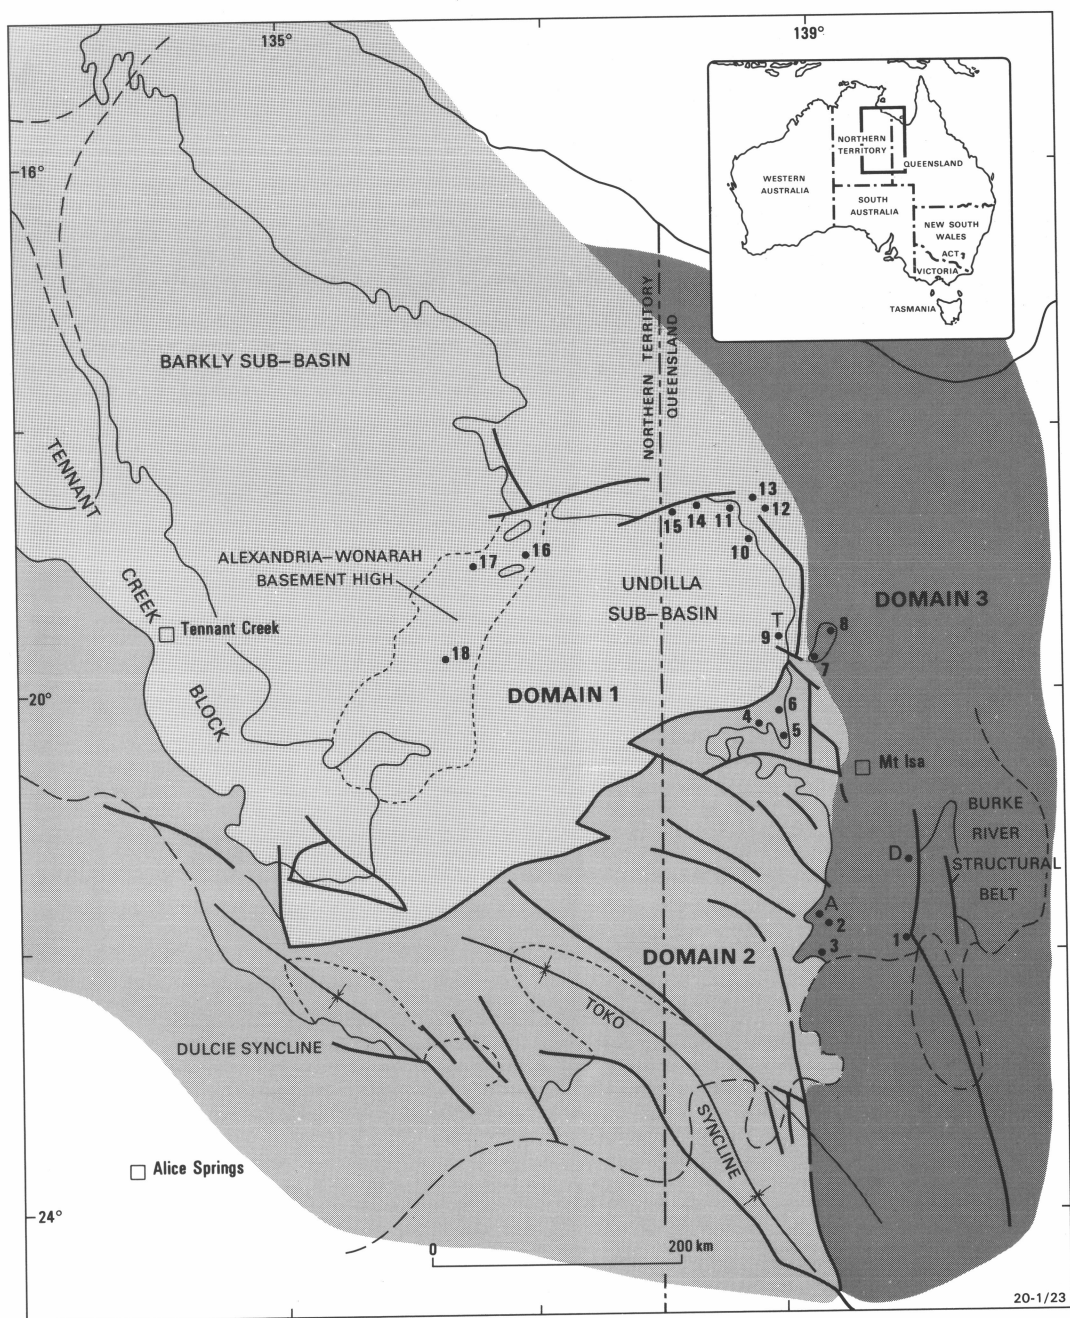 135°
139°
16°
NORTHERN
TERRITORY
QUEENSLAND
WESTERN
AUSTRALIA
SOUTH
AUSTRALIA
NEW SOUTH
WALES
ACT
VICTORIA
TASMANIA
NORTHERN TERRITORY
QUEENSLAND
BARKLY SUB–BASIN
TENNANT
CREEK
BLOCK
13
12
15
14
11
10
ALEXANDRIA–WONARAH
BASEMENT HIGH
17
16
UNDILLA
SUB–BASIN
DOMAIN 3
Tennant Creek
T
9
8
7
18
20°
DOMAIN 1
6
4
5
Mt Isa
BURKE
RIVER
STRUCTURAL
BELT
D
A
2
1
3
DOMAIN 2
TOKO
SYNCLINE
DULCIE SYNCLINE
Alice Springs
24°
0
200 km
20-1/23